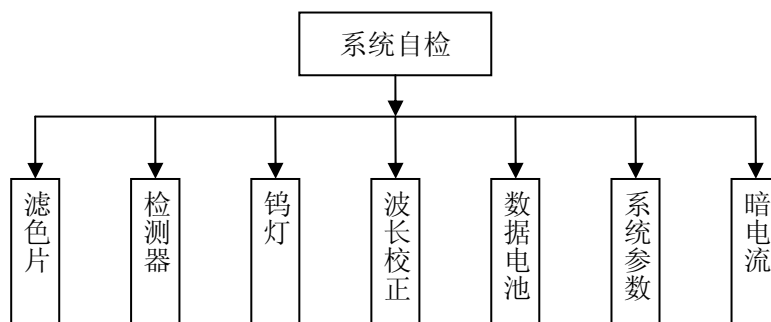 系统自检
滤色片
检测器
钨灯
波长校正
数据电池
系统参数
暗电流